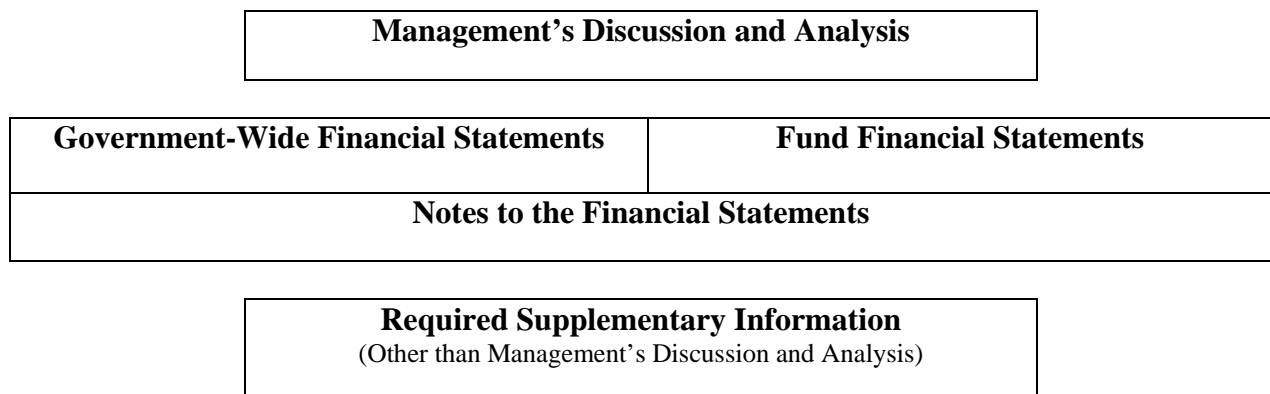 Management’s Discussion and Analysis
Government-Wide Financial Statements
Fund Financial Statements
Notes to the Financial Statements
Required Supplementary Information
(Other than Management’s Discussion and Analysis)